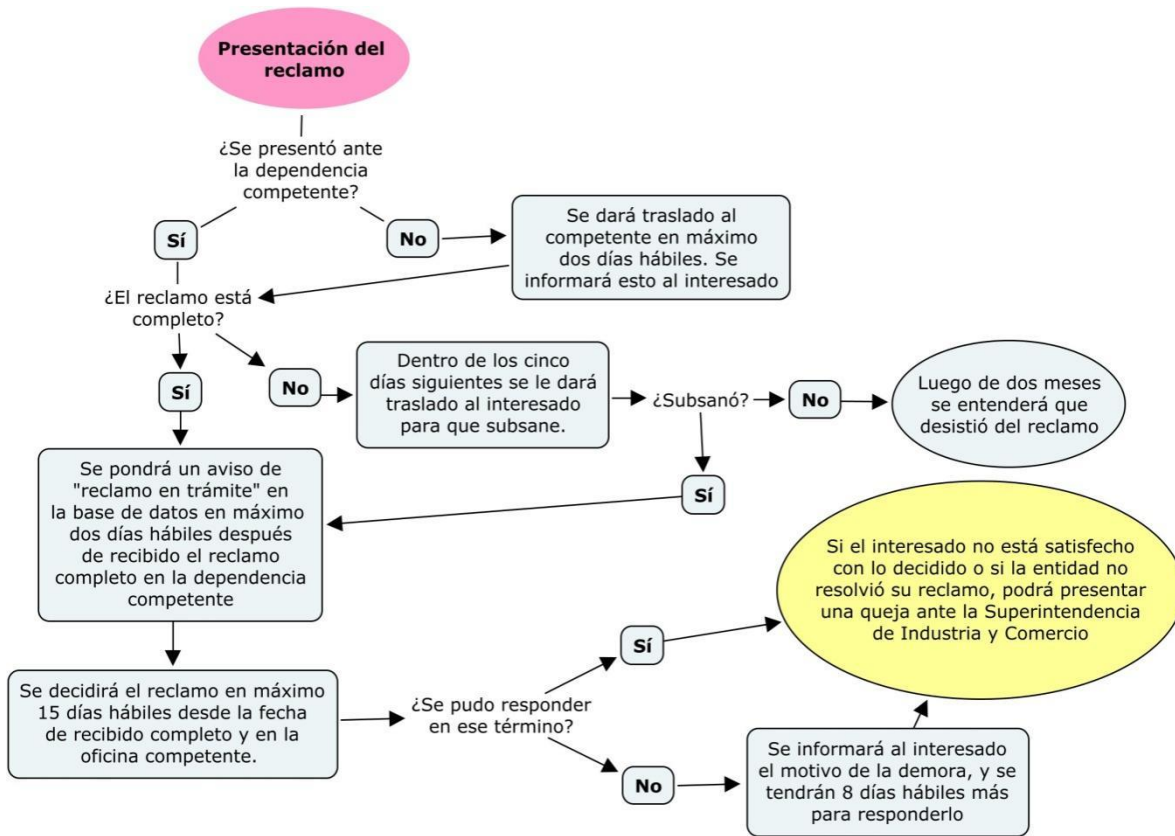 Presentación del
reclamo
¿Se presentó ante
la dependencia
competente?
Sí
No
Se dará traslado al
competente en máximo
dos días hábiles. Se
informará esto al interesado
¿El reclamo está
completo?
Sí
No
Dentro de los cinco
días siguientes se le dará
traslado al interesado
para que subsane.
¿Subsanó?
No
Luego de dos meses
se entenderá que
desistió del reclamo
Sí
Se pondrá un aviso de
"reclamo en trámite" en
la base de datos en máximo
dos días hábiles después
de recibido el reclamo
completo en la dependencia
competente
Se decidirá el reclamo en máximo
15 días hábiles desde la fecha
de recibido completo y en la
oficina competente.
¿Se pudo responder
en ese término?
Sí
No
Se informará al interesado
el motivo de la demora, y se
tendrán 8 días hábiles más
para responderlo
Si el interesado no está satisfecho
con lo decidido o si la entidad no
resolvió su reclamo, podrá presentar
una queja ante la Superintendencia
de Industria y Comercio